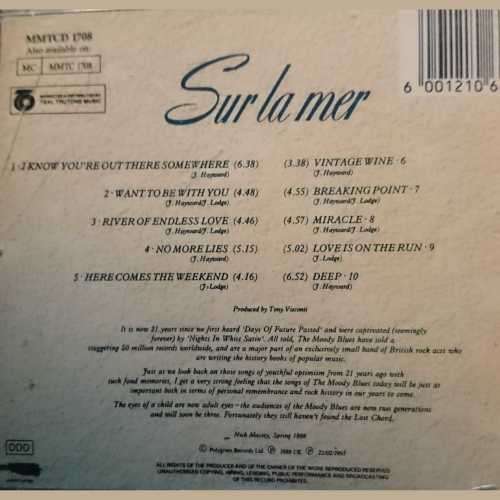 MMTCD 1708
Also available on:
MC MMTC 1708
TEAL TRUTONE MUSIC
Sur la mer
6 001210 6
1 · I KNOW YOU'RE OUT THERE SOMEWHERE (6.38)
(J. Hayward)
2 · WANT TO BE WITH YOU (4.48)
(J. Hayward/J. Lodge)
3 · RIVER OF ENDLESS LOVE (4.46)
(J. Hayward/J. Lodge)
4 · NO MORE LIES (5.15)
(J. Hayward)
5 · HERE COMES THE WEEKEND (4.16)
(J. Lodge)
(3.38) VINTAGE WINE · 6
(J. Hayward)
(4.55) BREAKING POINT · 7
(J. Hayward/J. Lodge)
(4.57) MIRACLE · 8
(J. Hayward/J. Lodge)
(5.02) LOVE IS ON THE RUN · 9
(J. Lodge)
(6.52) DEEP · 10
(J. Hayward)
Produced by Tony Visconti
It is now 21 years since we first heard 'Days Of Future Passed' and were captivated (seemingly
forever) by 'Nights In White Satin'. All told, The Moody Blues have sold a
staggering 50 million records worldwide, and are a major part of an exclusively small band of British rock acts who
are writing the history books of popular music.
Just as we look back on those songs of youthful optimism from 21 years ago with
such fond memories, I get a very strong feeling that the songs of The Moody Blues today will be just as
important both in terms of personal remembrance and rock history in our years to come.
The eyes of a child are now adult eyes – the audiences of the Moody Blues are now two generations
and will soon be three. Fortunately they still haven't found the Lost Chord.
Nick Massey, Spring 1988
DDD
Ⓟ Polygram Records Ltd. Ⓟ 1988 UK. Ⓟ 22/02/1963
ALL RIGHTS OF THE PRODUCER AND OF THE OWNER OF THE WORK REPRODUCED RESERVED.
UNAUTHORISED COPYING, HIRING, LENDING, PUBLIC PERFORMANCE AND BROADCASTING
OF THIS RECORD PROHIBITED.